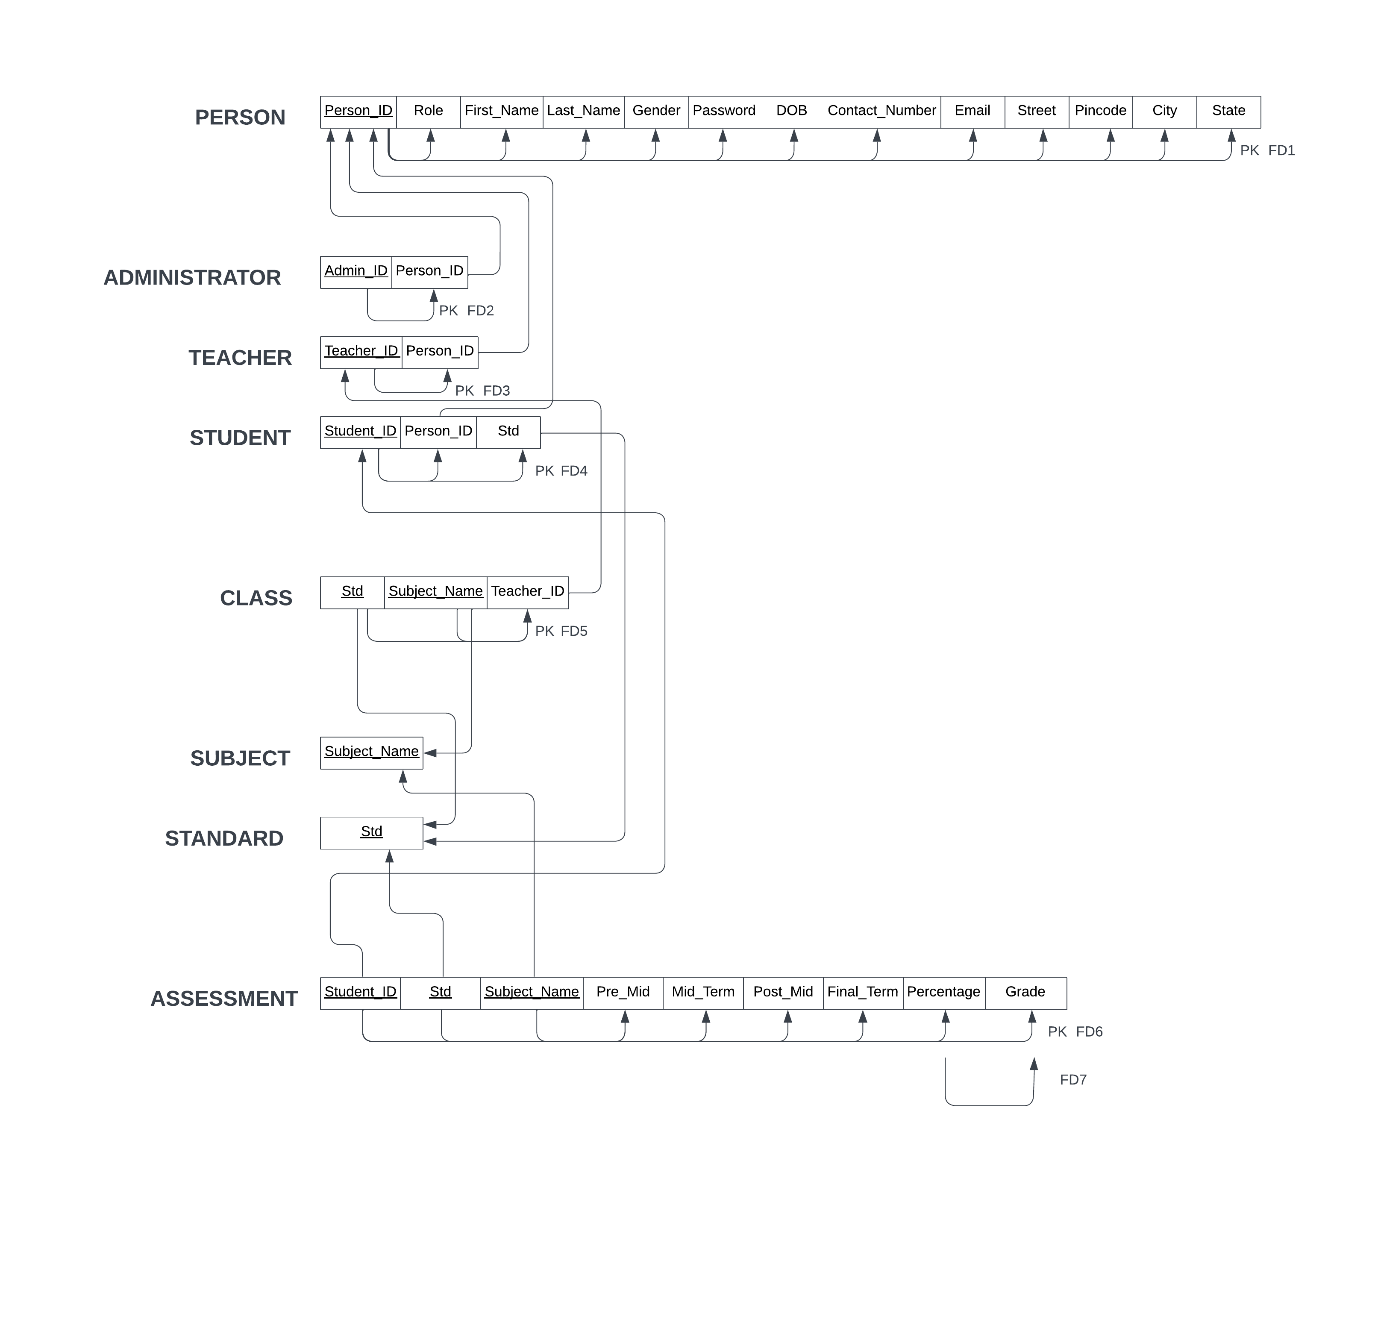 PERSON Person_ID Role First_Name Last_Name Gender Password DOB Contact_Number Email Street Pincode City State
PK FD1
ADMINISTRATOR Admin_ID Person_ID
PK FD2
TEACHER Teacher_ID Person_ID
PK FD3
STUDENT Student_ID Person_ID Std
PK FD4
CLASS Std Subject_Name Teacher_ID
PK FD5
SUBJECT Subject_Name
STANDARD Std
ASSESSMENT Student_ID Std Subject_Name Pre_Mid Mid_Term Post_Mid Final_Term Percentage Grade
PK FD6
FD7